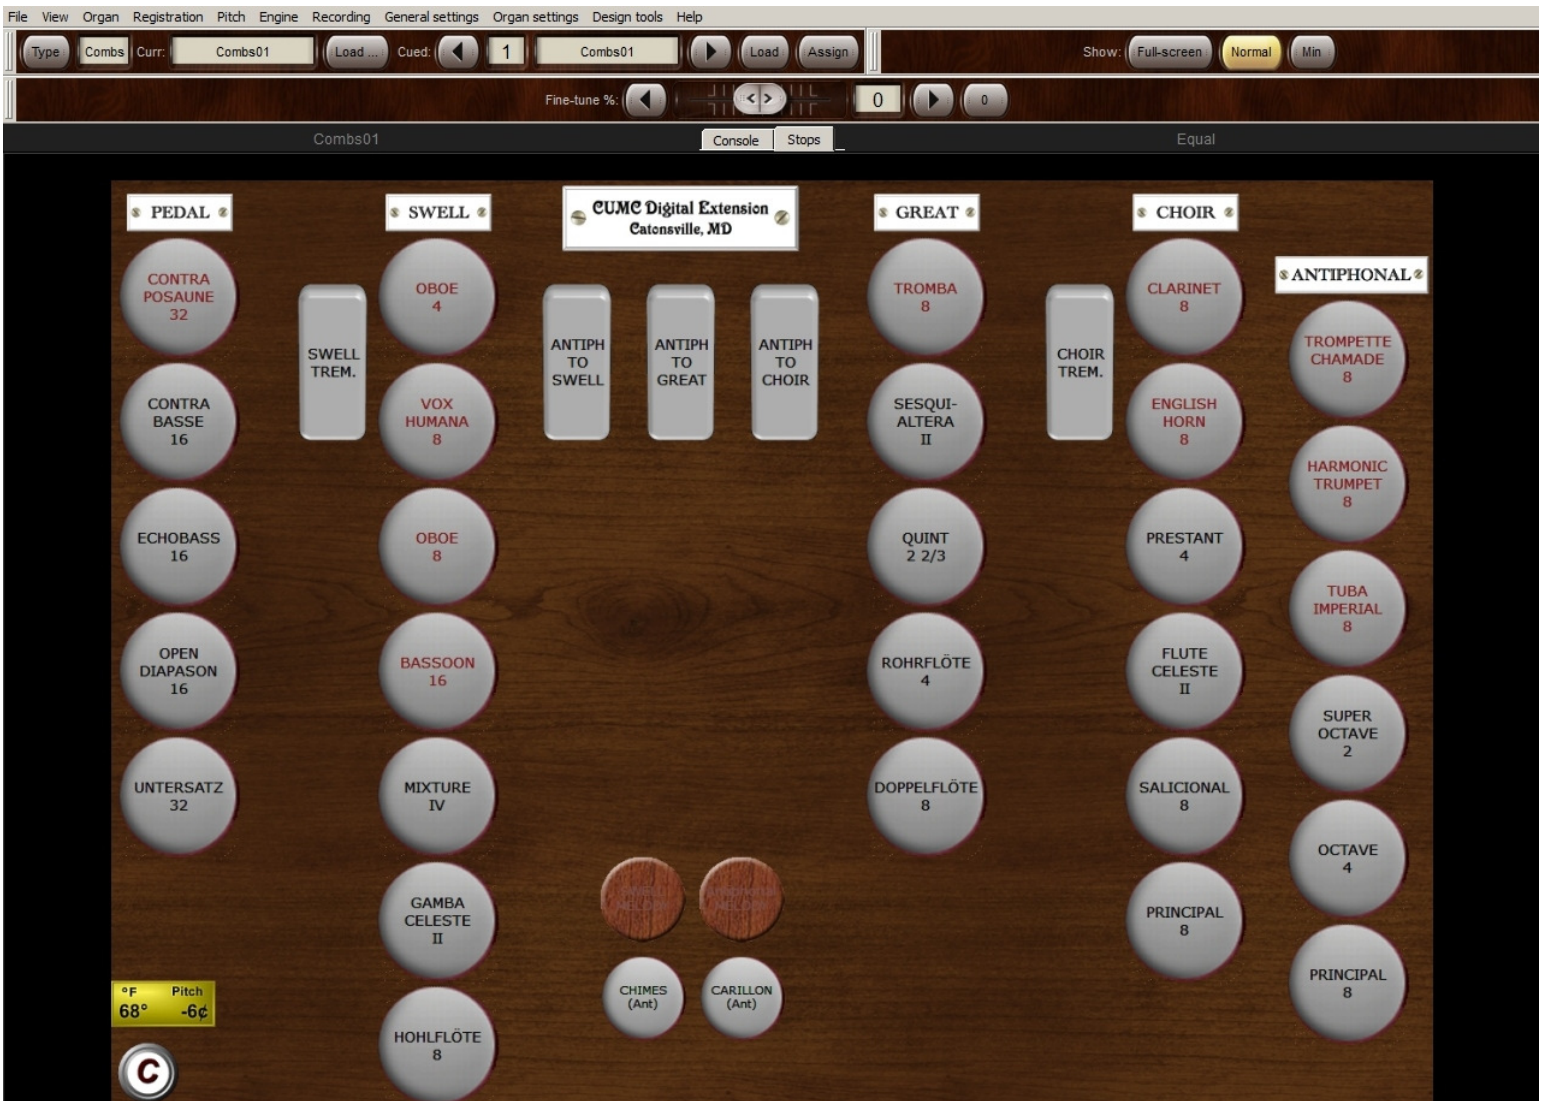 File View Organ Registration Pitch Engine Recording General settings Organ settings Design tools Help
Type Combs Curr: Combs01 Load ... Cued: 1 Combs01 Load Assign Show: Full-screen Normal Min
Fine-tune %: <> 0 0
Combs01 Console Stops Equal
PEDAL
CONTRA
POSAUNE
32
CONTRA
BASSE
16
ECHOBASS
16
OPEN
DIAPASON
16
UNTERSATZ
32
°F Pitch
68° -6¢
C
SWELL
TREM.
SWELL
OBOE
4
VOX
HUMANA
8
OBOE
8
BASSOON
16
MIXTURE
IV
GAMBA
CELESTE
II
HOHLFLÖTE
8
CUMC Digital Extension
Catonsville, MD
ANTIPH
TO
SWELL
ANTIPH
TO
GREAT
ANTIPH
TO
CHOIR
CHIMES
(Ant)
CARILLON
(Ant)
GREAT
TROMBA
8
SESQUI-
ALTERA
II
QUINT
2 2/3
ROHRFLÖTE
4
DOPPELFLÖTE
8
CHOIR
TREM.
CHOIR
CLARINET
8
ENGLISH
HORN
8
PRESTANT
4
FLUTE
CELESTE
II
SALICIONAL
8
PRINCIPAL
8
ANTIPHONAL
TROMPETTE
CHAMADE
8
HARMONIC
TRUMPET
8
TUBA
IMPERIAL
8
SUPER
OCTAVE
2
OCTAVE
4
PRINCIPAL
8